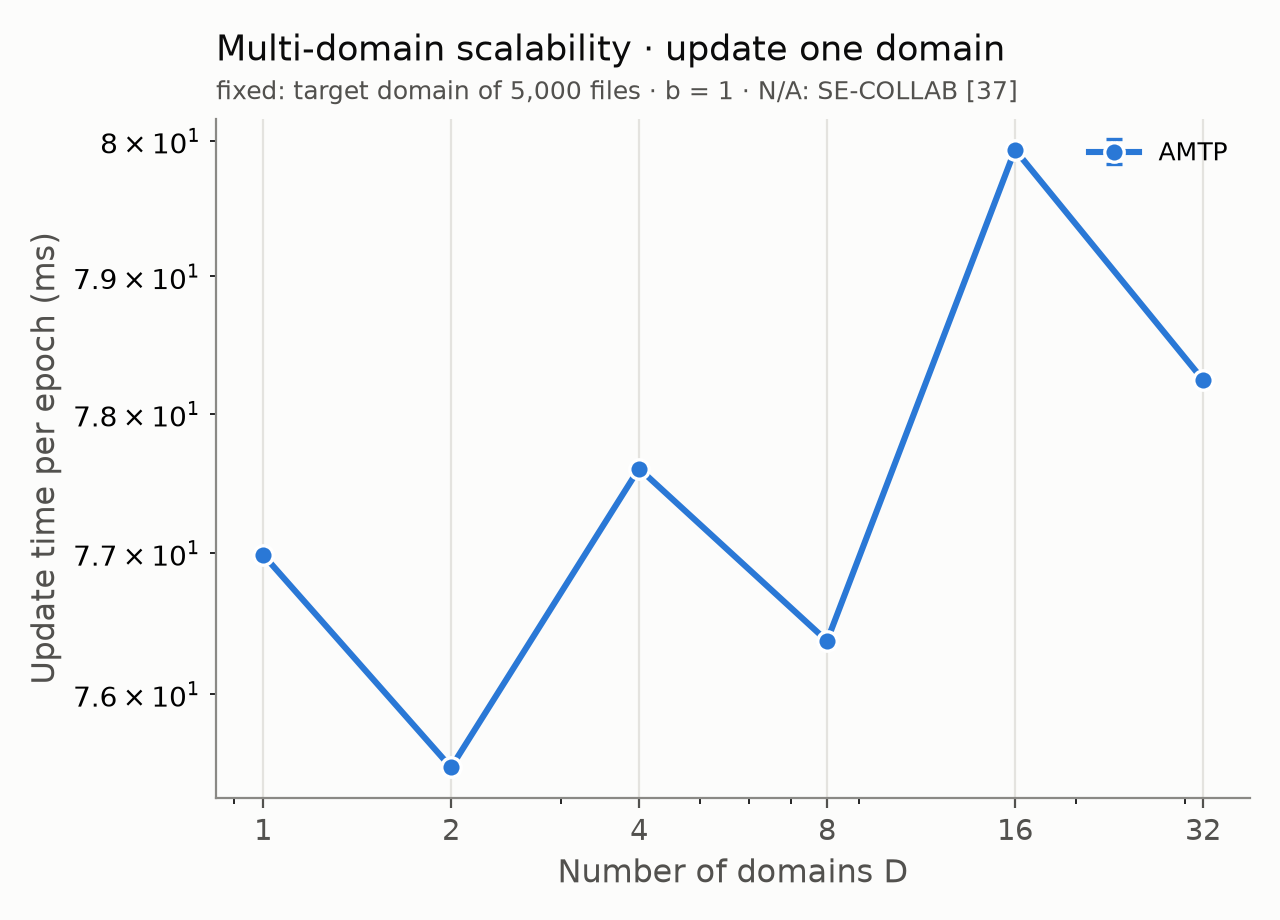 Multi-domain scalability · update one domain
fixed: target domain of 5,000 files · b = 1 · N/A: SE-COLLAB [37]
8 × 10¹
7.9 × 10¹
7.8 × 10¹
7.7 × 10¹
7.6 × 10¹
Update time per epoch (ms)
AMTP
1 2 4 8 16 32
Number of domains D